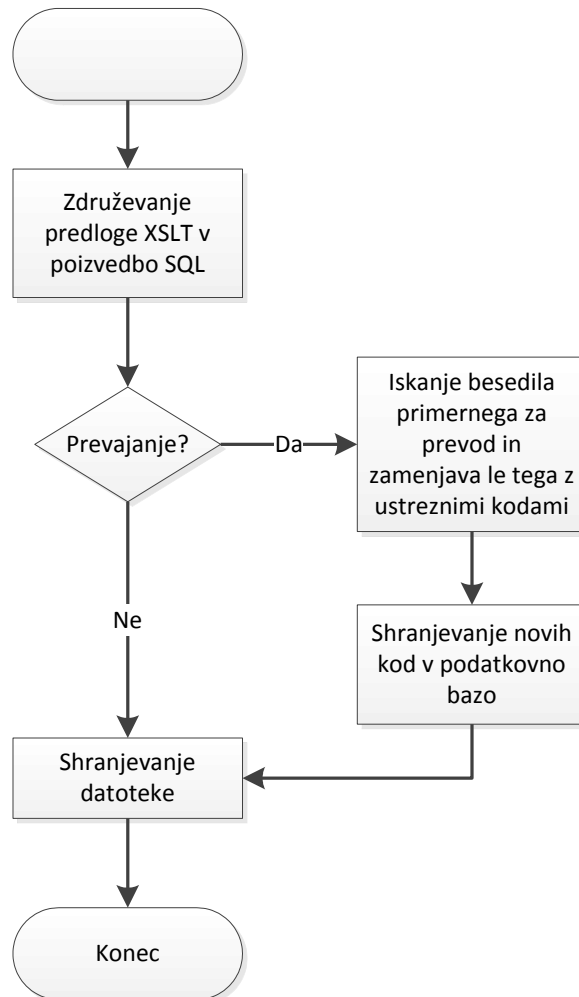 Združevanje
predloge XSLT v
poizvedbo SQL
Prevajanje?
Da
Iskanje besedila
primernega za
prevod in
zamenjava le tega z
ustreznimi kodami
Ne
Shranjevanje novih
kod v podatkovno
bazo
Shranjevanje
datoteke
Konec